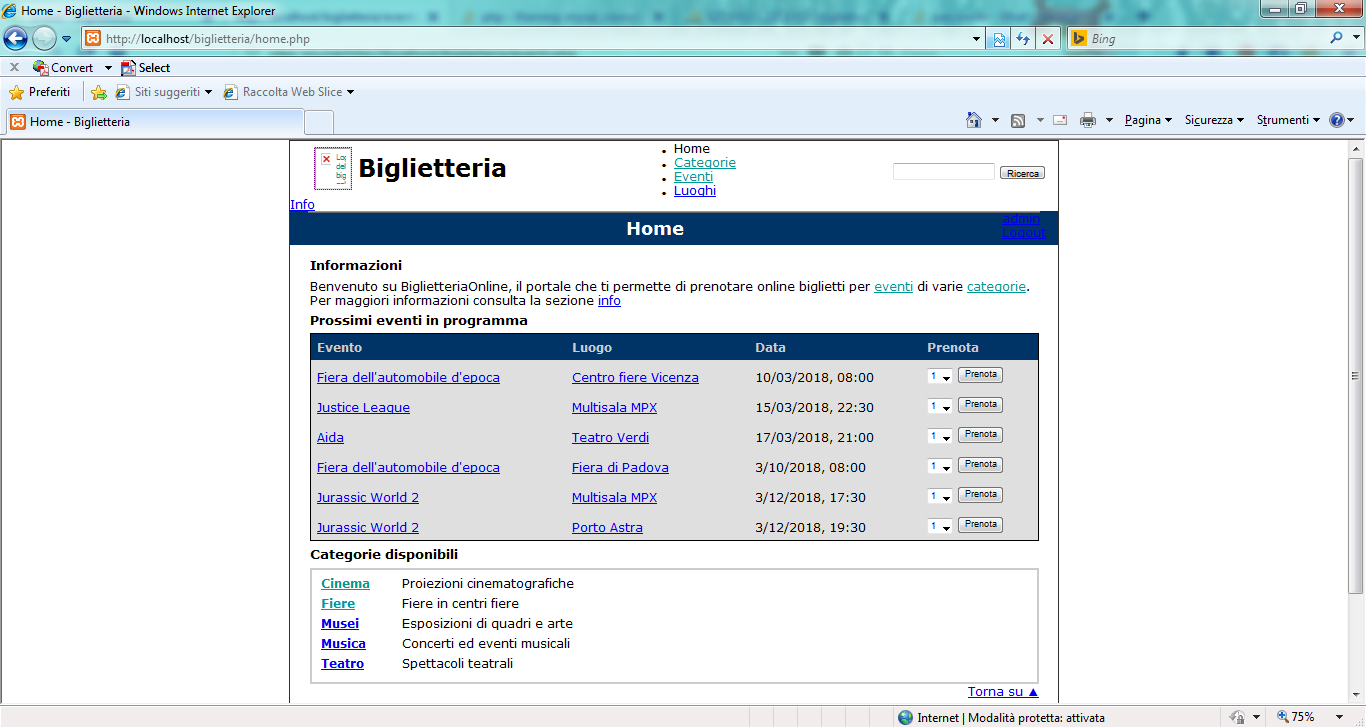 Home - Biglietteria - Windows Internet Explorer
http://localhost/biglietteria/home.php
Bing
x Convert Select
Preferiti Siti suggeriti Raccolta Web Slice
Home - Biglietteria Pagina Sicurezza Strumenti
Biglietteria
Home
Categorie
Eventi
Luoghi
Ricerca
Info
Home
admin
Logout
Informazioni
Benvenuto su BiglietteriaOnline, il portale che ti permette di prenotare online biglietti per eventi di varie categorie.
Per maggiori informazioni consulta la sezione info
Prossimi eventi in programma
Evento Luogo Data Prenota
Fiera dell'automobile d'epoca Centro fiere Vicenza 10/03/2018, 08:00 1 Prenota
Justice League Multisala MPX 15/03/2018, 22:30 1 Prenota
Aida Teatro Verdi 17/03/2018, 21:00 1 Prenota
Fiera dell'automobile d'epoca Fiera di Padova 3/10/2018, 08:00 1 Prenota
Jurassic World 2 Multisala MPX 3/12/2018, 17:30 1 Prenota
Jurassic World 2 Porto Astra 3/12/2018, 19:30 1 Prenota
Categorie disponibili
Cinema Proiezioni cinematografiche
Fiere Fiere in centri fiere
Musei Esposizioni di quadri e arte
Musica Concerti ed eventi musicali
Teatro Spettacoli teatrali
Torna su ▲
Internet | Modalità protetta: attivata 75%